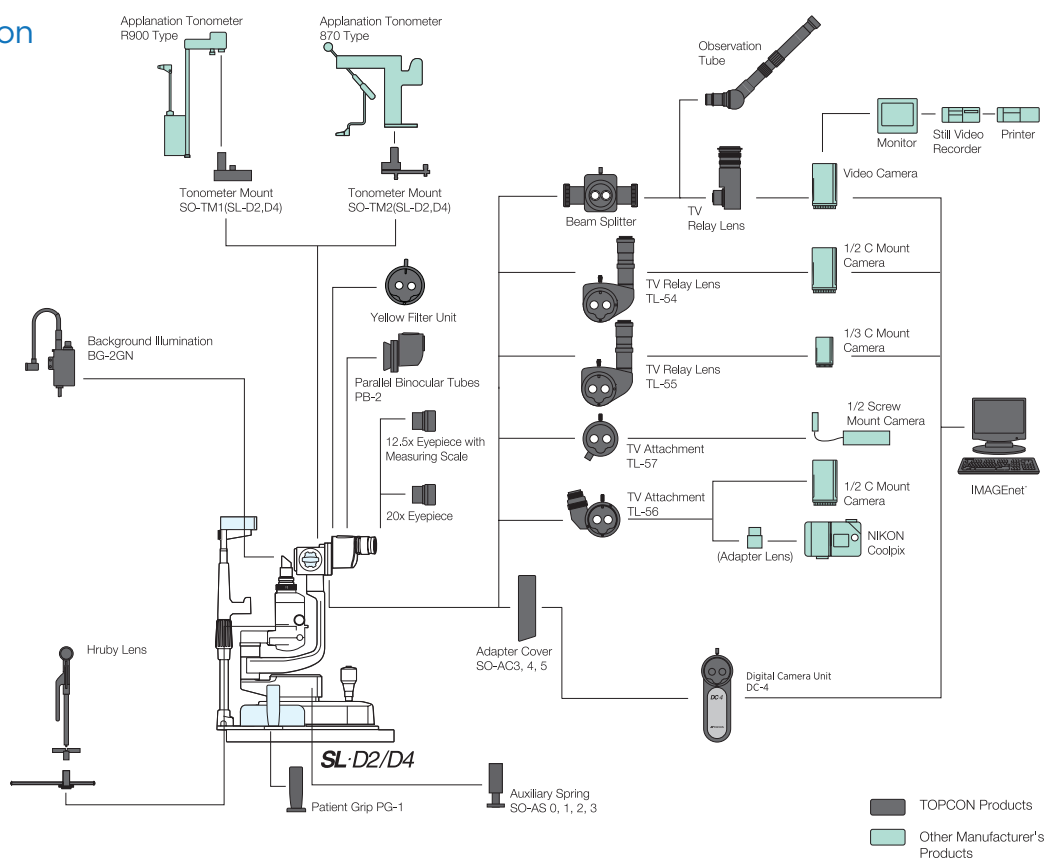 on
Applanation Tonometer
R900 Type
Applanation Tonometer
870 Type
Observation
Tube
Monitor
Still Video
Recorder
Printer
Tonometer Mount
SO-TM1(SL-D2,D4)
Tonometer Mount
SO-TM2(SL-D2,D4)
Beam Splitter
TV
Relay Lens
Video Camera
Yellow Filter Unit
TV Relay Lens
TL-54
1/2 C Mount
Camera
Background Illumination
BG-2GN
Parallel Binocular Tubes
PB-2
TV Relay Lens
TL-55
1/3 C Mount
Camera
12.5x Eyepiece with
Measuring Scale
TV Attachment
TL-57
1/2 Screw
Mount Camera
IMAGEnet
20x Eyepiece
TV Attachment
TL-56
1/2 C Mount
Camera
(Adapter Lens)
NIKON
Coolpix
Hruby Lens
Adapter Cover
SO-AC3, 4, 5
Digital Camera Unit
DC-4
DC-4
SL·D2/D4
Patient Grip PG-1
Auxiliary Spring
SO-AS 0, 1, 2, 3
TOPCON Products
Other Manufacturer's
Products